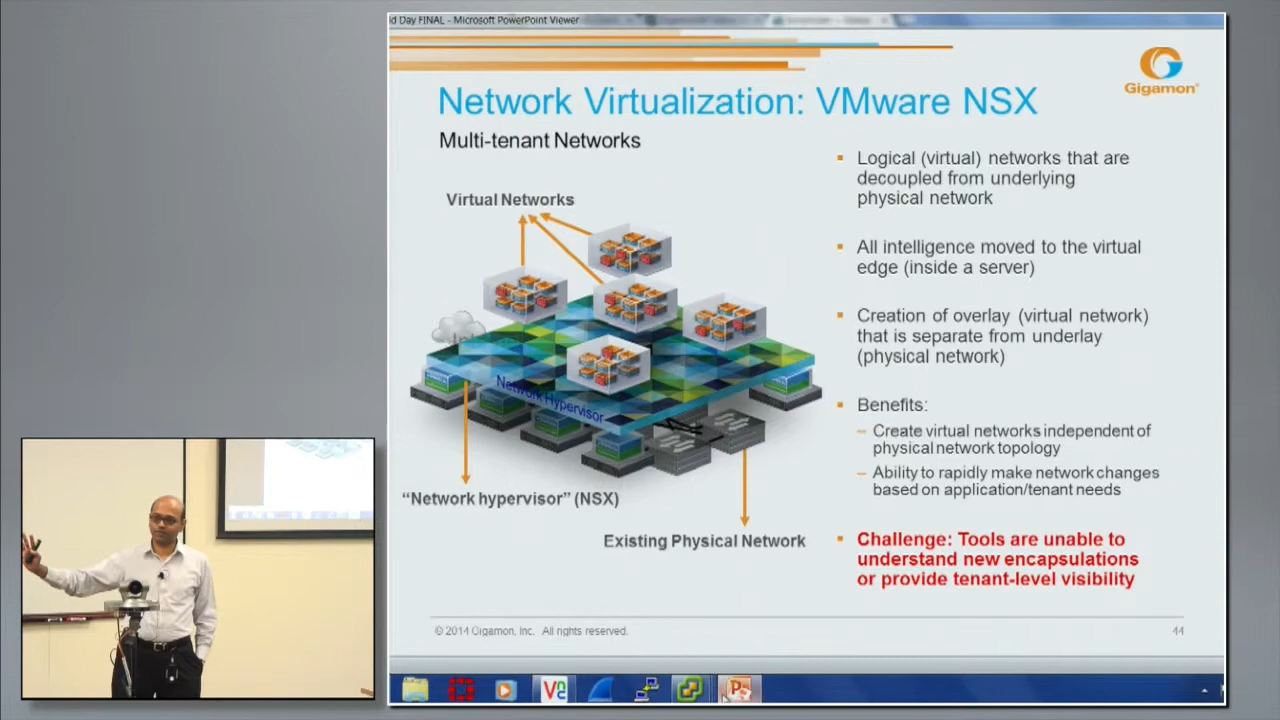 d Day FINAL - Microsoft PowerPoint Viewer
Gigamon®
Network Virtualization: VMware NSX
Multi-tenant Networks
Virtual Networks
Network Hypervisor
"Network hypervisor" (NSX)
Existing Physical Network
▪ Logical (virtual) networks that are
decoupled from underlying
physical network
▪ All intelligence moved to the virtual
edge (inside a server)
▪ Creation of overlay (virtual network)
that is separate from underlay
(physical network)
▪ Benefits:
– Create virtual networks independent of
physical network topology
– Ability to rapidly make network changes
based on application/tenant needs
▪ Challenge: Tools are unable to
understand new encapsulations
or provide tenant-level visibility
© 2014 Gigamon, Inc. All rights reserved.
44